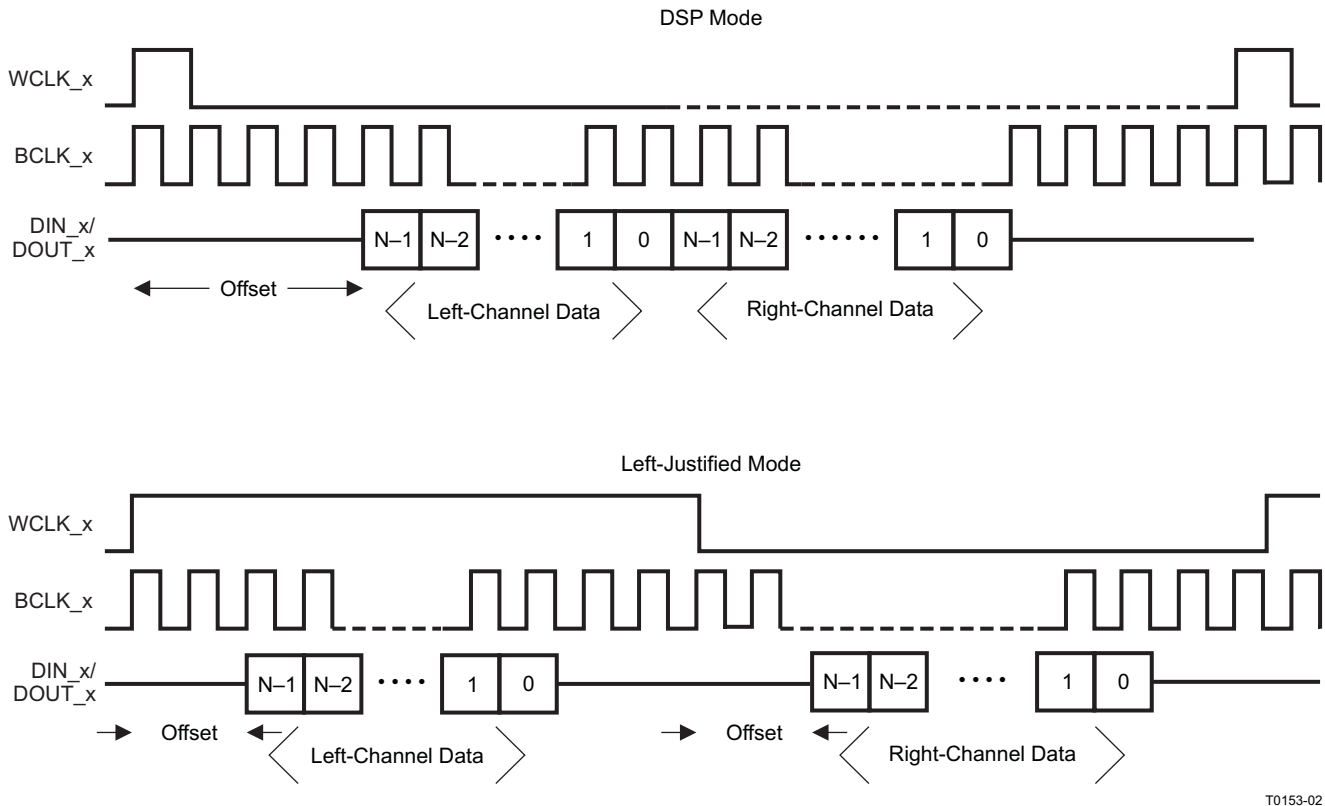 DSP Mode
WCLK_x
BCLK_x
DIN_x/
DOUT_x
N–1 N–2 •••• 1 0 N–1 N–2 •••••• 1 0
Offset
Left-Channel Data
Right-Channel Data
Left-Justified Mode
WCLK_x
BCLK_x
DIN_x/
DOUT_x
N–1 N–2 •••• 1 0 N–1 N–2 •••• 1 0
Offset
Offset
Left-Channel Data
Right-Channel Data
T0153-02